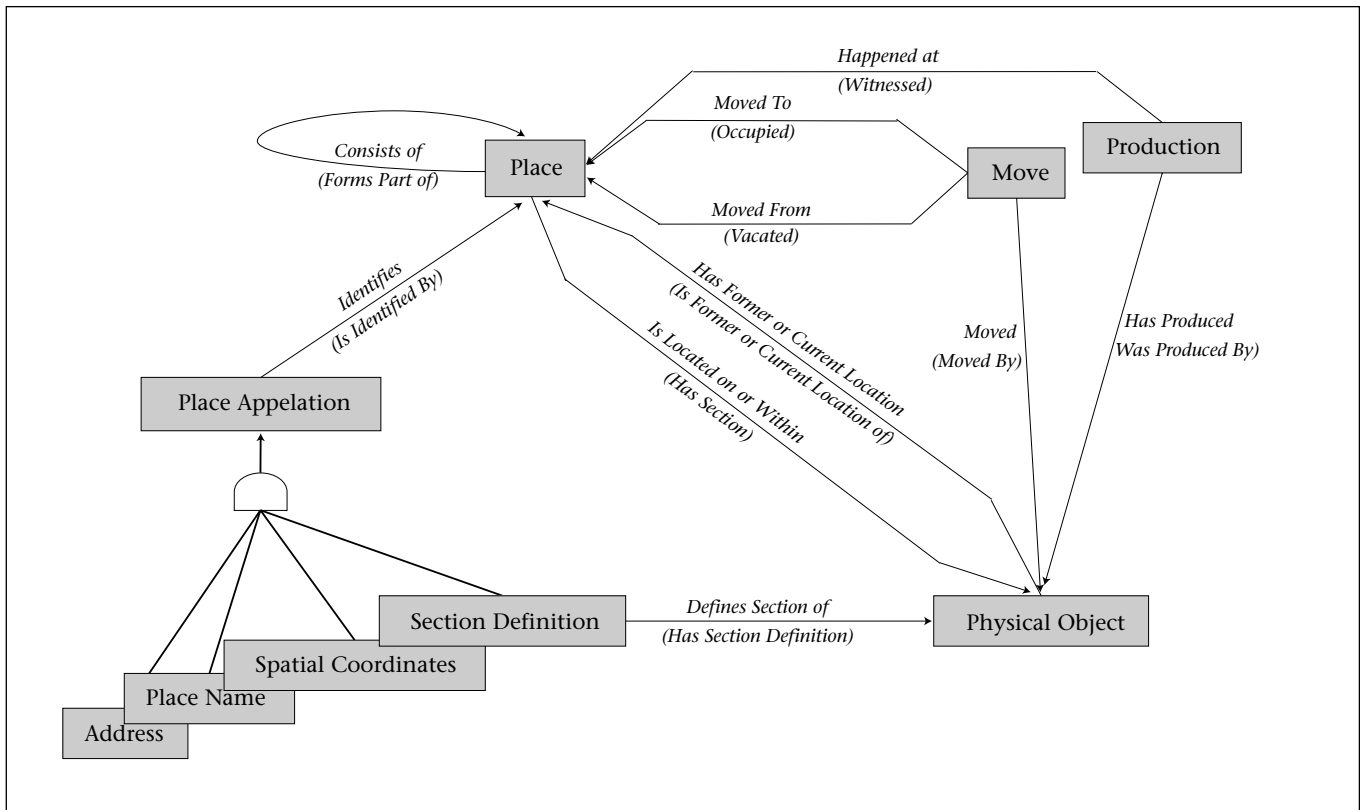 Happened at
(Witnessed)
Moved To
(Occupied)
Production
Consists of
(Forms Part of)
Place
Move
Moved From
(Vacated)
Identifies
(Is Identified By)
Has Former or Current Location
(Is Former or Current Location of)
Is Located on or Within
(Has Section)
Moved
(Moved By)
Has Produced
Was Produced By)
Place Appelation
Section Definition
Defines Section of
(Has Section Definition)
Physical Object
Spatial Coordinates
Place Name
Address